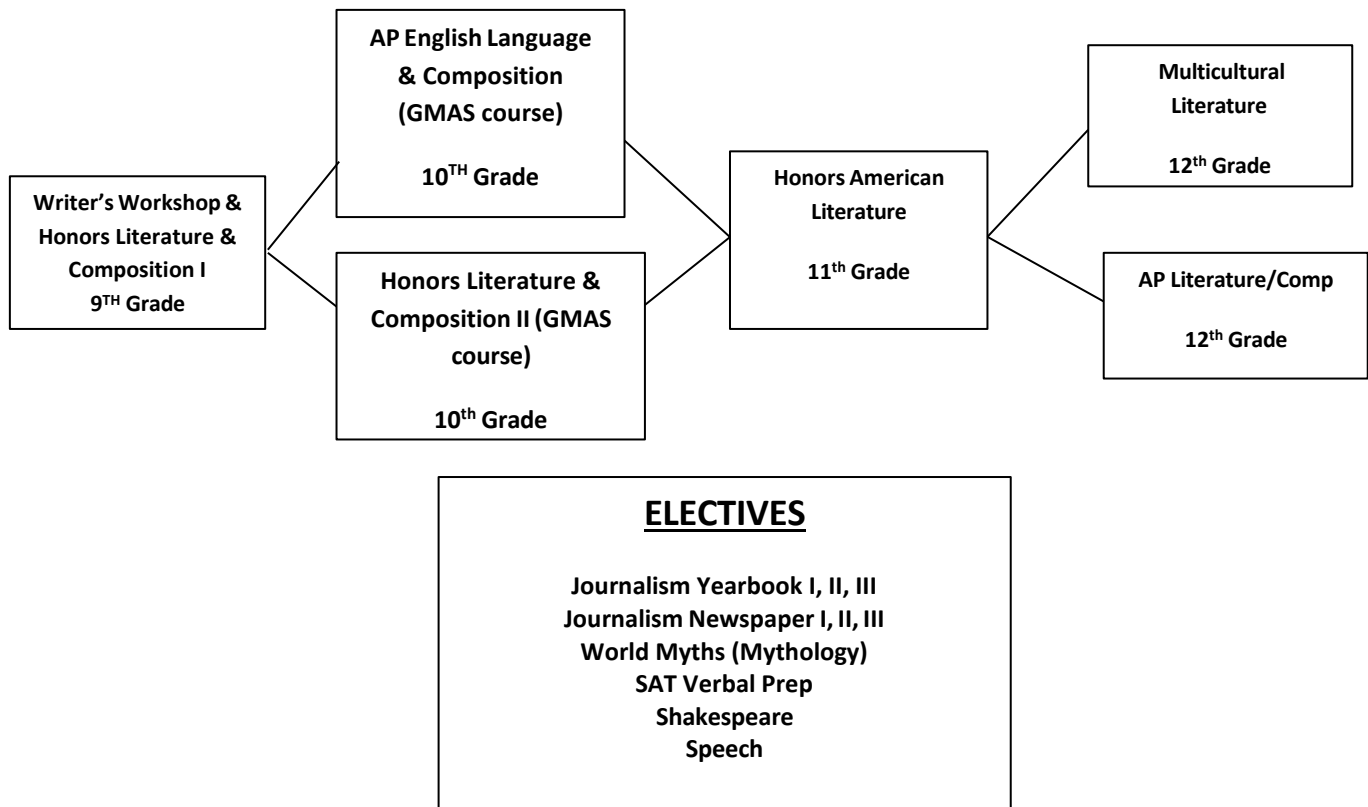 Writer’s Workshop &
Honors Literature &
Composition I
9TH Grade
AP English Language
& Composition
(GMAS course)
10TH Grade
Honors Literature &
Composition II (GMAS
course)
10th Grade
Honors American
Literature
11th Grade
Multicultural
Literature
12th Grade
AP Literature/Comp
12th Grade
ELECTIVES
Journalism Yearbook I, II, III
Journalism Newspaper I, II, III
World Myths (Mythology)
SAT Verbal Prep
Shakespeare
Speech